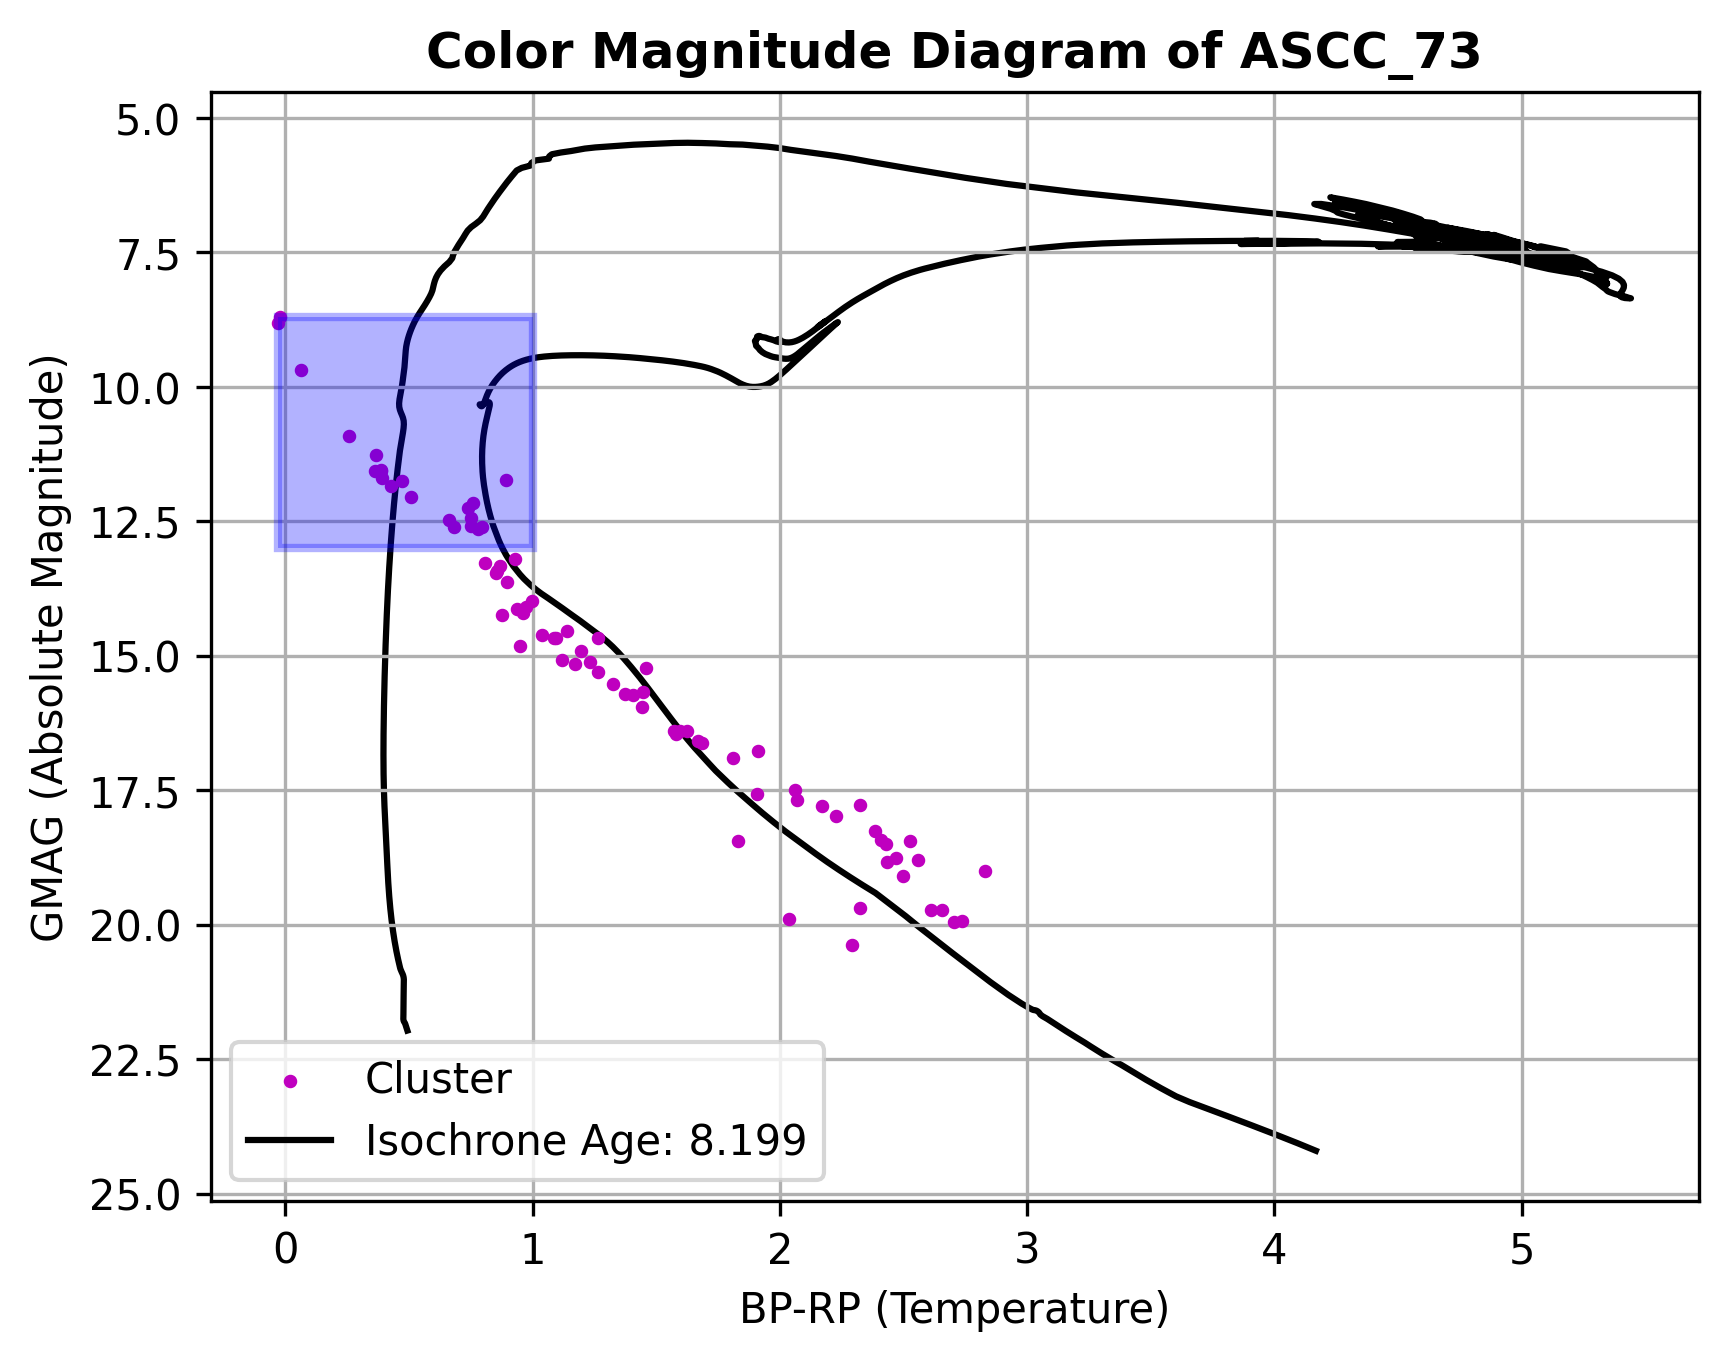 Color Magnitude Diagram of ASCC_73
GMAG (Absolute Magnitude)
5.0
7.5
10.0
12.5
15.0
17.5
20.0
22.5
25.0
Cluster
Isochrone Age: 8.199
0 1 2 3 4 5
BP-RP (Temperature)